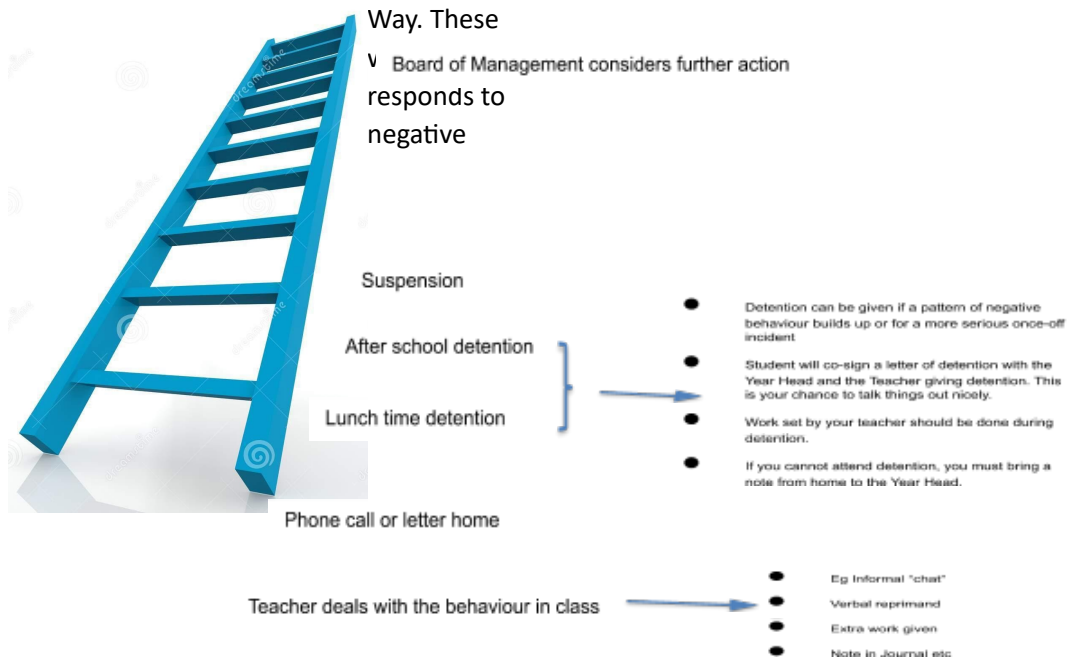 Way. These
Board of Management considers further action
responds to
negative
Suspension
After school detention
Lunch time detention
● Detention can be given if a pattern of negative
behaviour builds up or for a more serious once-off
incident
● Student will co-sign a letter of detention with the
Year Head and the Teacher giving detention. This
is your chance to talk things out nicely.
● Work set by your teacher should be done during
detention.
● If you cannot attend detention, you must bring a
note from home to the Year Head.
Phone call or letter home
Teacher deals with the behaviour in class
● Eg Informal "chat"
● Verbal reprimand
● Extra work given
● Note in Journal etc
dreamstime